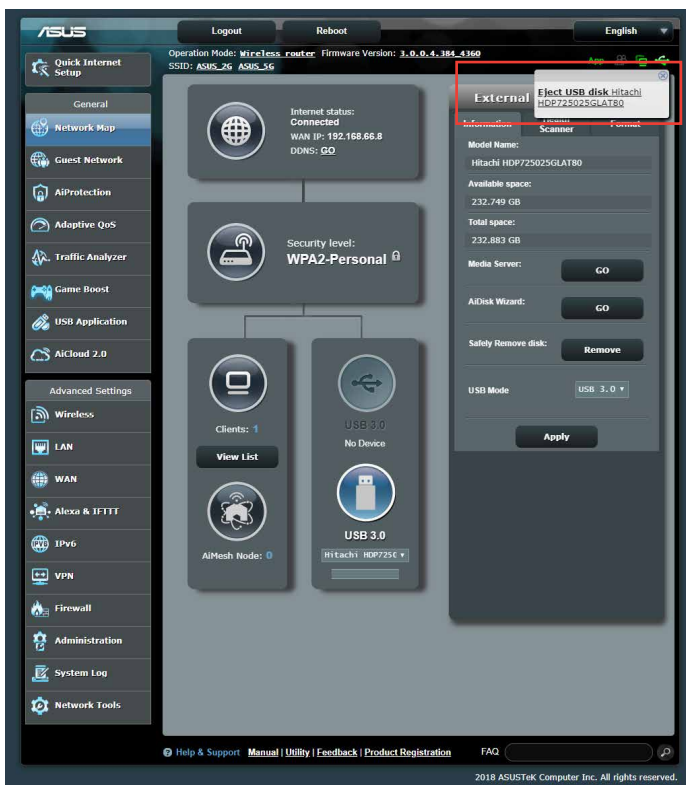 ASUS
Logout
Reboot
English
Quick Internet
Setup
Operation Mode: Wireless router Firmware Version: 3.0.0.4.384_4360
SSID: ASUS_2G ASUS_5G
App
General
Network Map
Guest Network
AiProtection
Adaptive QoS
Traffic Analyzer
Game Boost
USB Application
AiCloud 2.0
Advanced Settings
Wireless
LAN
WAN
Alexa & IFTTT
IPv6
VPN
Firewall
Administration
System Log
Network Tools
Internet status:
Connected
WAN IP: 192.168.66.8
DDNS: GO
Security level:
WPA2-Personal
Clients: 1
View List
AiMesh Node: 0
USB 3.0
No Device
USB 3.0
Hitachi HDP725(
External
Eject USB disk Hitachi
HDP725025GLAT80
Information
Health
Scanner
Format
Model Name:
Hitachi HDP725025GLAT80
Available space:
232.749 GB
Total space:
232.883 GB
Media Server:
GO
AiDisk Wizard:
GO
Safely Remove disk:
Remove
USB Mode
USB 3.0
Apply
Help & Support Manual | Utility | Feedback | Product Registration
FAQ
2018 ASUSTeK Computer Inc. All rights reserved.